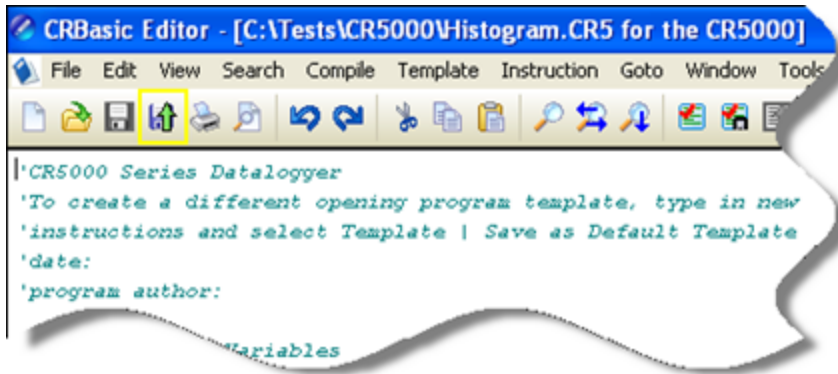 CRBasic Editor - [C:\Tests\CR5000\Histogram.CR5 for the CR5000]
File Edit View Search Compile Template Instruction Goto Window Tools
'CR5000 Series Datalogger
'To create a different opening program template, type in new
'instructions and select Template | Save as Default Template
'date:
'program author:
Variables